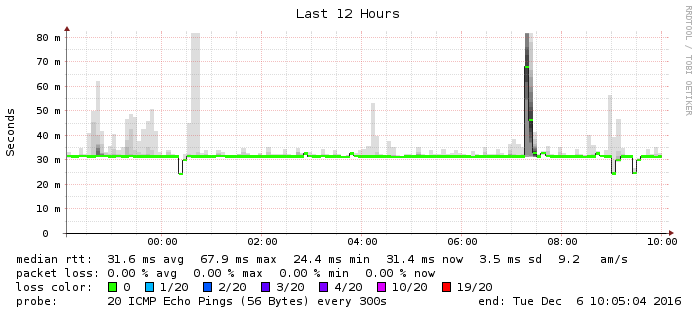 Last 12 Hours
RRDTOOL / TOBI OETIKER
Seconds
80 m
70 m
60 m
50 m
40 m
30 m
20 m
10 m
0
00:00 02:00 04:00 06:00 08:00 10:00
median rtt: 31.6 ms avg 67.9 ms max 24.4 ms min 31.4 ms now 3.5 ms sd 9.2 am/s
packet loss: 0.00 % avg 0.00 % max 0.00 % min 0.00 % now
loss color: 0 1/20 2/20 3/20 4/20 10/20 19/20
probe: 20 ICMP Echo Pings (56 Bytes) every 300s end: Tue Dec 6 10:05:04 2016